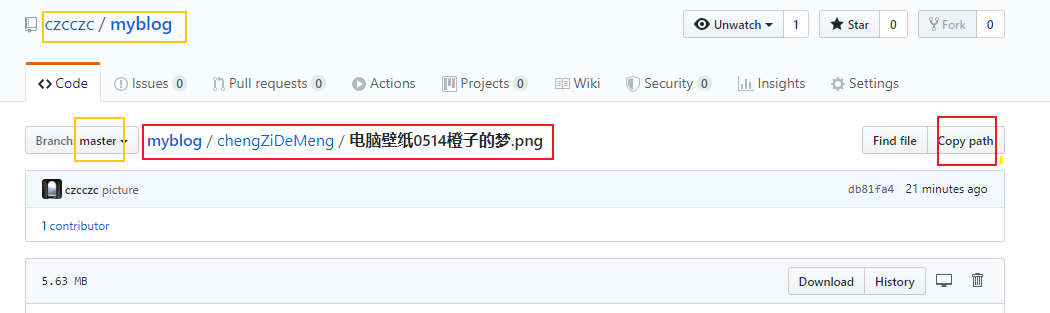 czcczc / myblog
Unwatch 1 Star 0 Fork 0
Code Issues 0 Pull requests 0 Actions Projects 0 Wiki Security 0 Insights Settings
Branch: master myblog / chengZiDeMeng / 电脑壁纸0514橙子的梦.png Find file Copy path
czcczc picture db81fa4 21 minutes ago
1 contributor
5.63 MB Download History